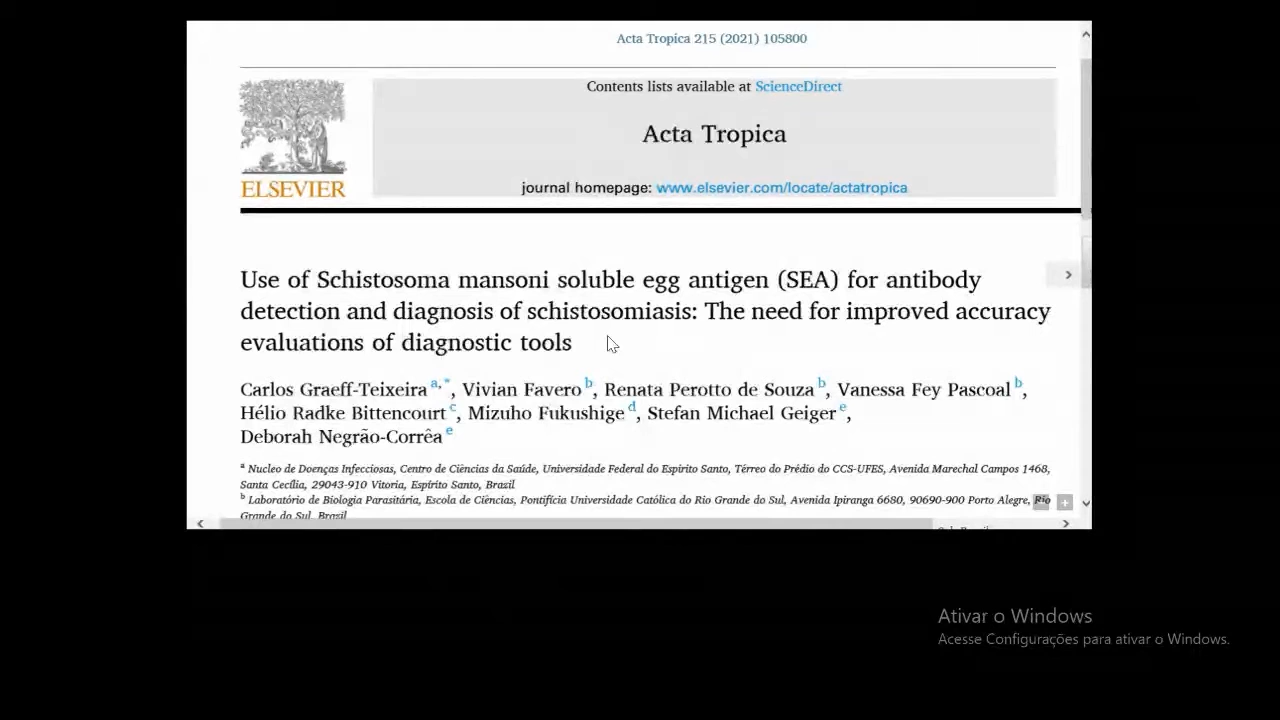 Acta Tropica 215 (2021) 105800
Contents lists available at ScienceDirect
Acta Tropica
journal homepage: www.elsevier.com/locate/actatropica
ELSEVIER
Use of Schistosoma mansoni soluble egg antigen (SEA) for antibody
detection and diagnosis of schistosomiasis: The need for improved accuracy
evaluations of diagnostic tools
Carlos Graeff-Teixeira a,*, Vivian Favero b, Renata Perotto de Souza b, Vanessa Fey Pascoal b,
Hélio Radke Bittencourt c, Mizuho Fukushige d, Stefan Michael Geiger e,
Deborah Negrão-Corrêa e
a Nucleo de Doenças Infecciosas, Centro de Ciências da Saúde, Universidade Federal do Espirito Santo, Térreo do Prédio do CCS-UFES, Avenida Marechal Campos 1468,
Santa Cecília, 29043-910 Vitoria, Espírito Santo, Brazil
b Laboratório de Biologia Parasitária, Escola de Ciências, Pontifícia Universidade Católica do Rio Grande do Sul, Avenida Ipiranga 6680, 90690-900 Porto Alegre, Rio
Grande do Sul, Brazil
Ativar o Windows
Acesse Configurações para ativar o Windows.